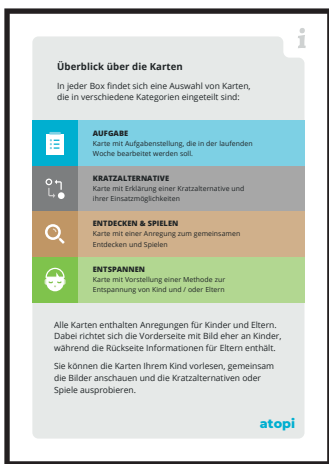 i
Überblick über die Karten
In jeder Box findet sich eine Auswahl von Karten,
die in verschiedene Kategorien eingeteilt sind:
AUFGABE
Karte mit Aufgabenstellung, die in der laufenden
Woche bearbeitet werden soll.
KRATZALTERNATIVE
Karte mit Erklärung einer Kratzalternative und
ihrer Einsatzmöglichkeiten
ENTDECKEN & SPIELEN
Karte mit einer Anregung zum gemeinsamen
Entdecken und Spielen
ENTSPANNEN
Karte mit Vorstellung einer Methode zur
Entspannung von Kind und / oder Eltern
Alle Karten enthalten Anregungen für Kinder und Eltern.
Dabei richtet sich die Vorderseite mit Bild eher an Kinder,
während die Rückseite Informationen für Eltern enthält.
Sie können die Karten Ihrem Kind vorlesen, gemeinsam
die Bilder anschauen und die Kratzalternativen oder
Spiele ausprobieren.
atopi